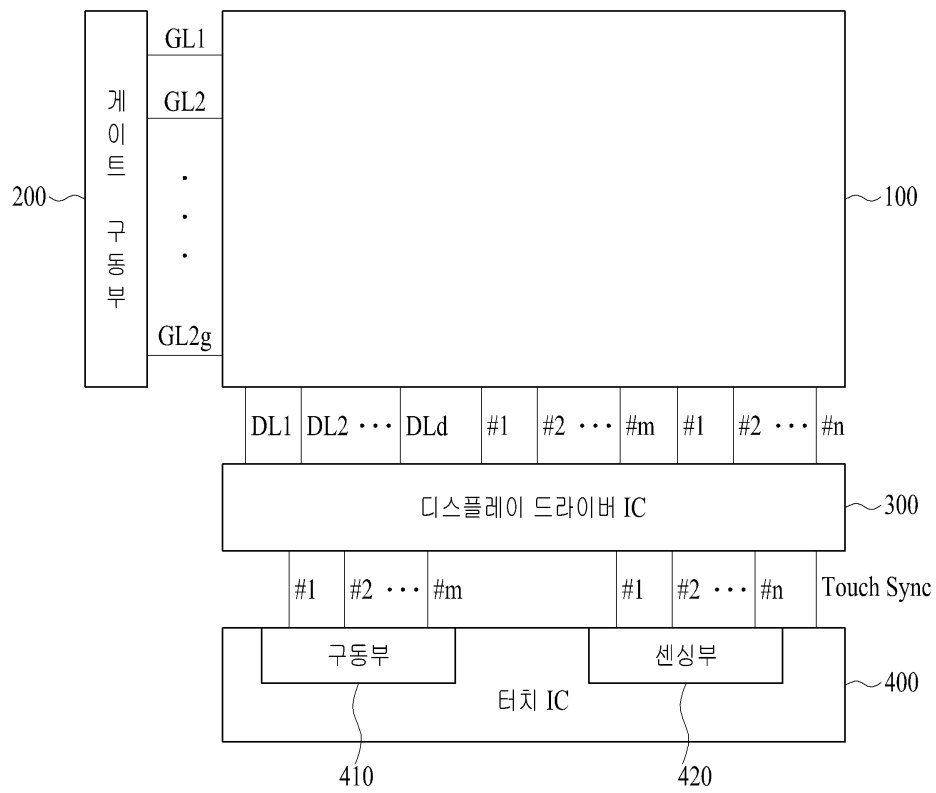 GL1
GL2
GL2g
게이트 구동부
200
100
DL1 DL2 ··· DLd #1 #2 ··· #m #1 #2 ··· #n
디스플레이 드라이버 IC
300
#1 #2 ··· #m #1 #2 ··· #n Touch Sync
구동부
센싱부
터치 IC
400
410
420